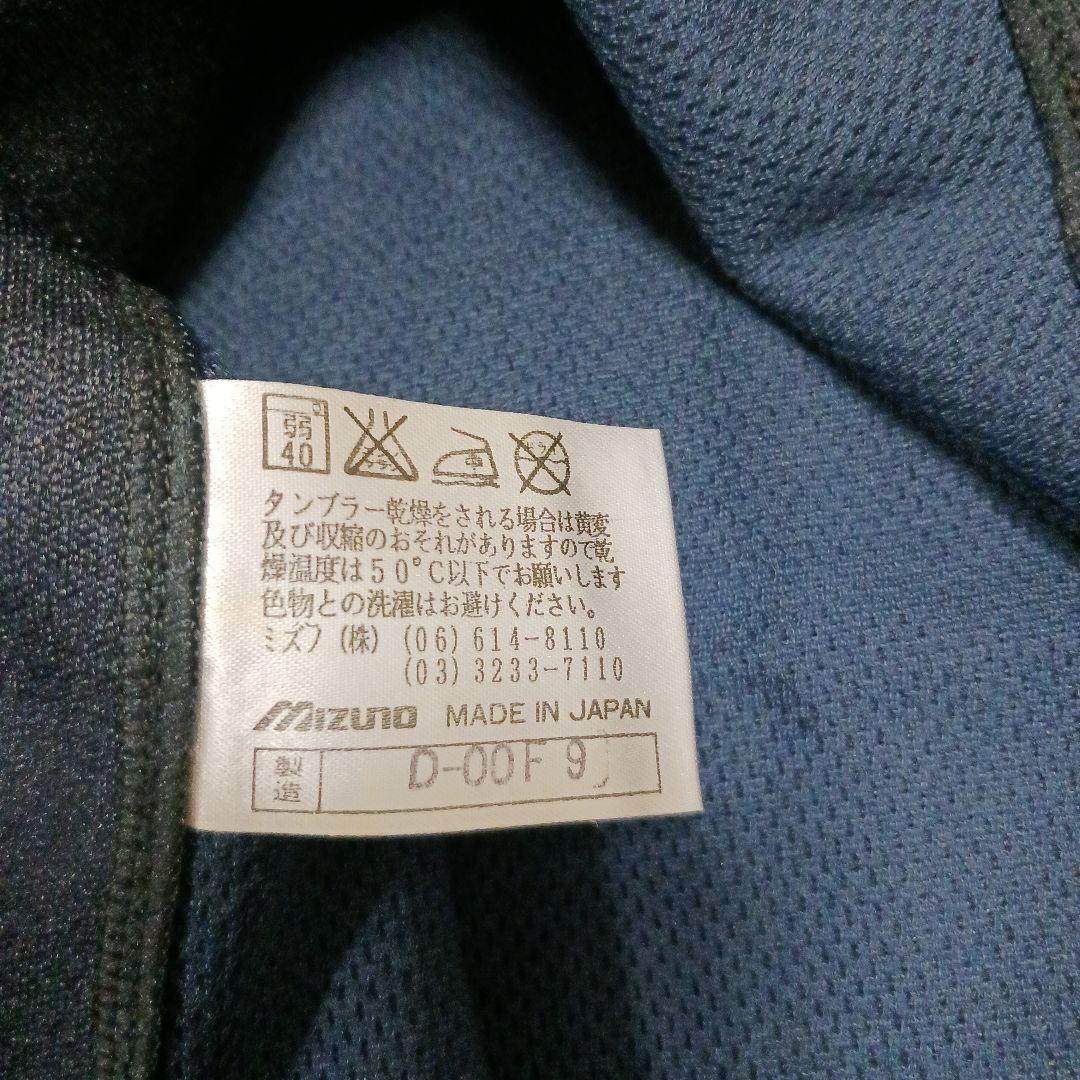 弱
40
タンブラー乾燥をされる場合は黄変
及び収縮のおそれがありますので乾
燥温度は50°C以下でお願いします
色物との洗濯はお避けください。
ミズノ(株) (06)614-8110
(03)3233-7110
MIZUNO MADE IN JAPAN
製造 D-00F 9